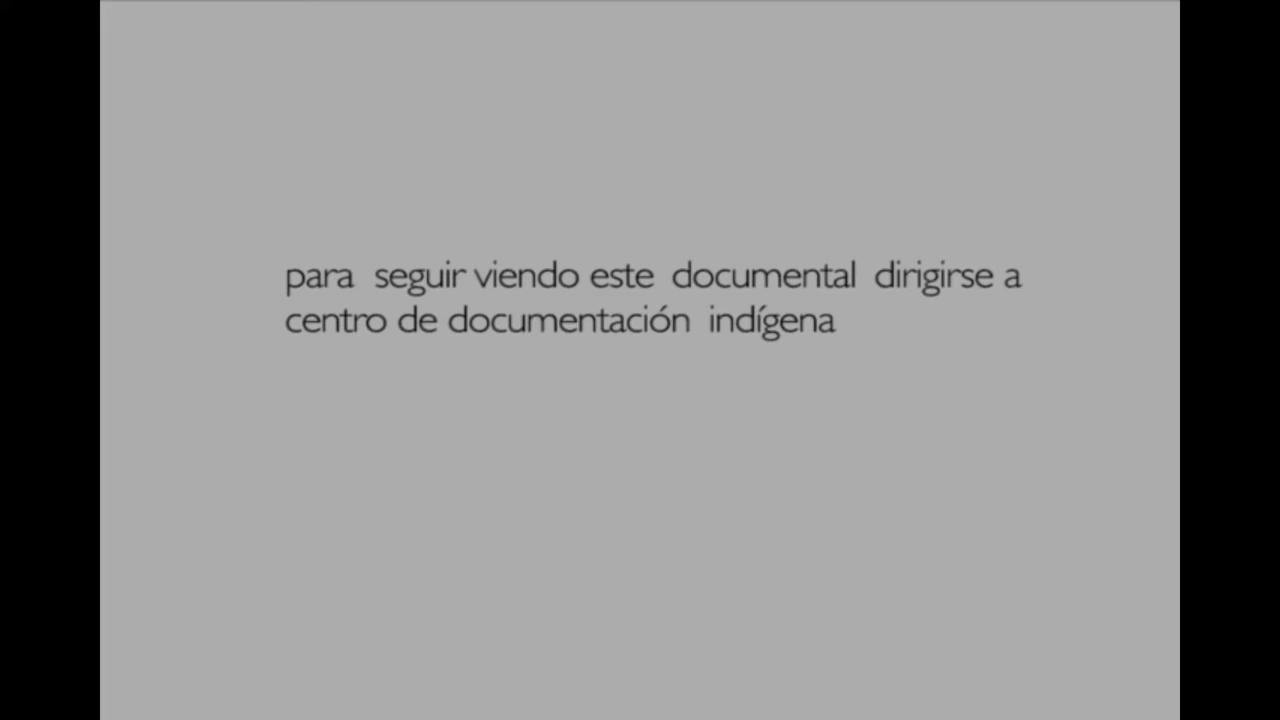 para seguir viendo este documental dirigirse a
centro de documentación indígena